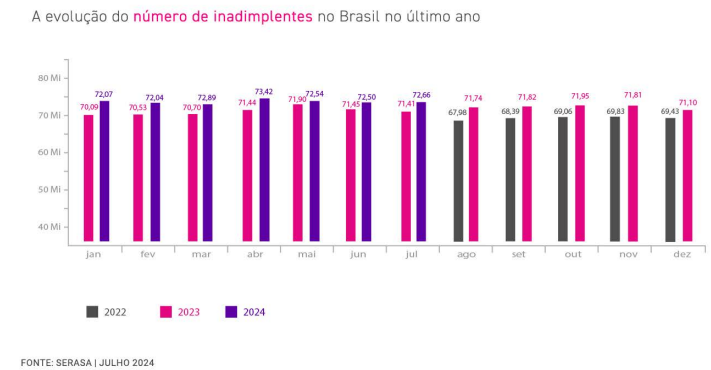 A evolução do número de inadimplentes no Brasil no último ano
80 Mi
70 Mi
60 Mi
50 Mi
40 Mi
70,09 72,07 70,53 72,04 70,70 72,89 71,44 73,42 71,90 72,54 71,45 72,50 71,41 72,66 67,98 71,74 68,39 71,82 69,06 71,95 69,83 71,81 69,43 71,10
jan fev mar abr mai jun jul ago set out nov dez
2022 2023 2024
FONTE: SERASA | JULHO 2024